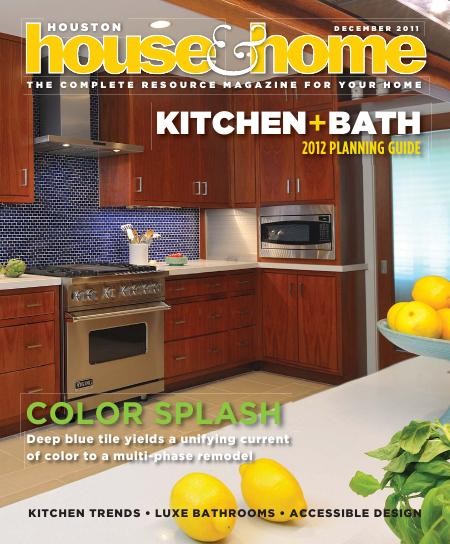 HOUSTON
DECEMBER 2011
house&home
THE COMPLETE RESOURCE MAGAZINE FOR YOUR HOME
KITCHEN+BATH
2012 PLANNING GUIDE
VIKING
COLOR SPLASH
Deep blue tile yields a unifying current
of color to a multi-phase remodel
KITCHEN TRENDS • LUXE BATHROOMS • ACCESSIBLE DESIGN